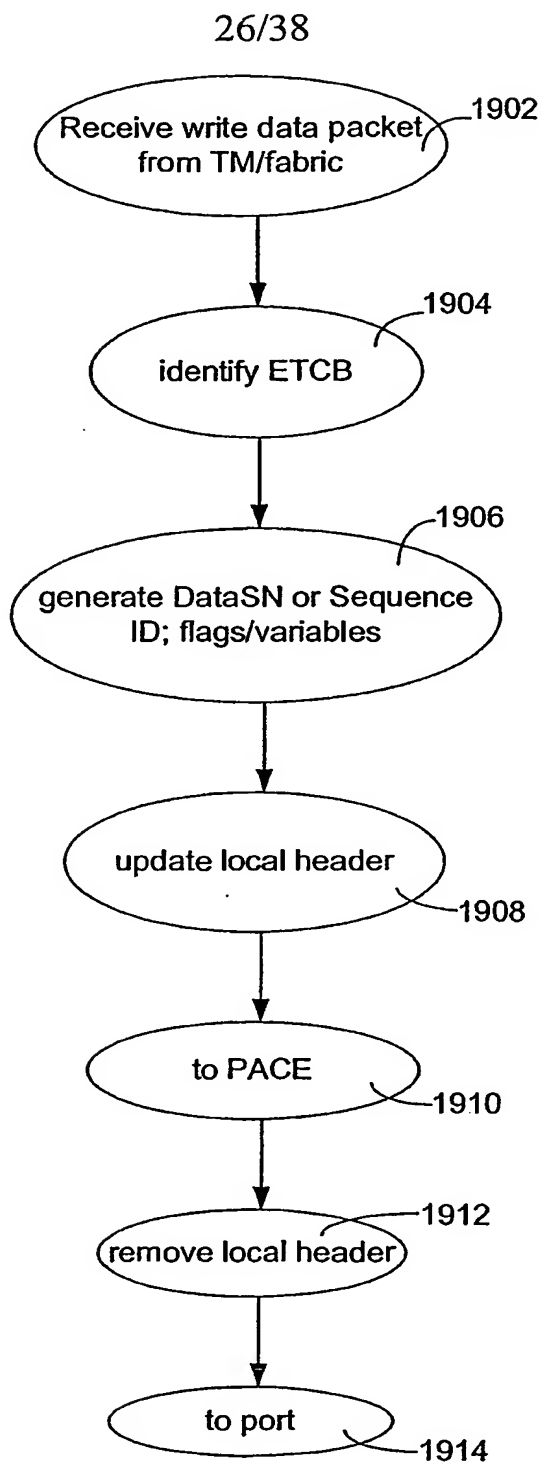 26/38
Receive write data packet
from TM/fabric
1902
1904
identify ETCB
1906
generate DataSN or Sequence
ID; flags/variables
update local header
1908
to PACE
1910
1912
remove local header
to port
1914